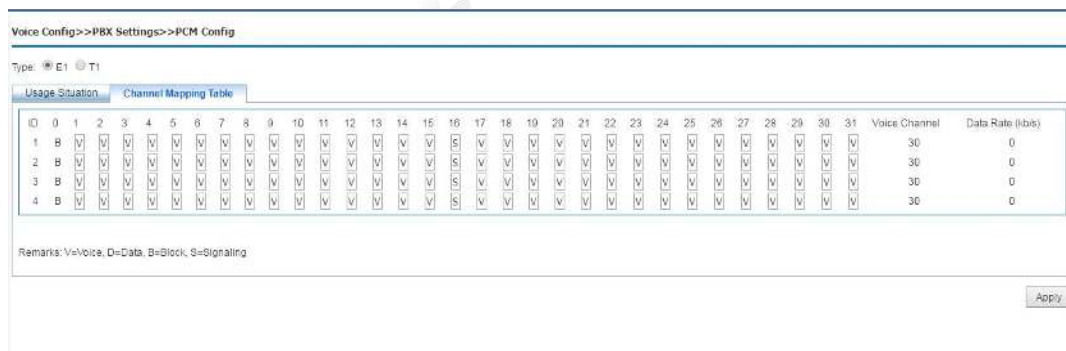 Voice Config>>PBX Settings>>PCM Config
Type: E1 T1
Usage Situation Channel Mapping Table
ID 0 1 2 3 4 5 6 7 8 9 10 11 12 13 14 15 16 17 18 19 20 21 22 23 24 25 26 27 28 29 30 31 Voice Channel Data Rate (kb/s)
1 B V V V V V V V V V V V V V V V S V V V V V V V V V V V V V V V 30 0
2 B V V V V V V V V V V V V V V V S V V V V V V V V V V V V V V V 30 0
3 B V V V V V V V V V V V V V V V S V V V V V V V V V V V V V V V 30 0
4 B V V V V V V V V V V V V V V V S V V V V V V V V V V V V V V V 30 0
Remarks: V=Voice, D=Data, B=Block, S=Signaling
Apply